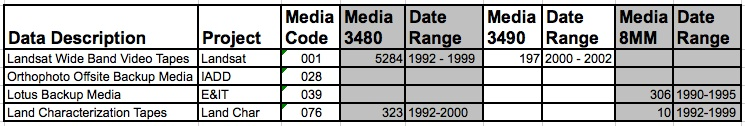 Data Description Project Media Code Media 3480 Date Range Media 3490 Date Range Media 8MM Date Range
Landsat Wide Band Video Tapes Landsat 001 5284 1992 - 1999 197 2000 - 2002
Orthophoto Offsite Backup Media IADD 028
Lotus Backup Media E&IT 039 306 1990-1995
Land Characterization Tapes Land Char 076 323 1992-2000 10 1992-1999